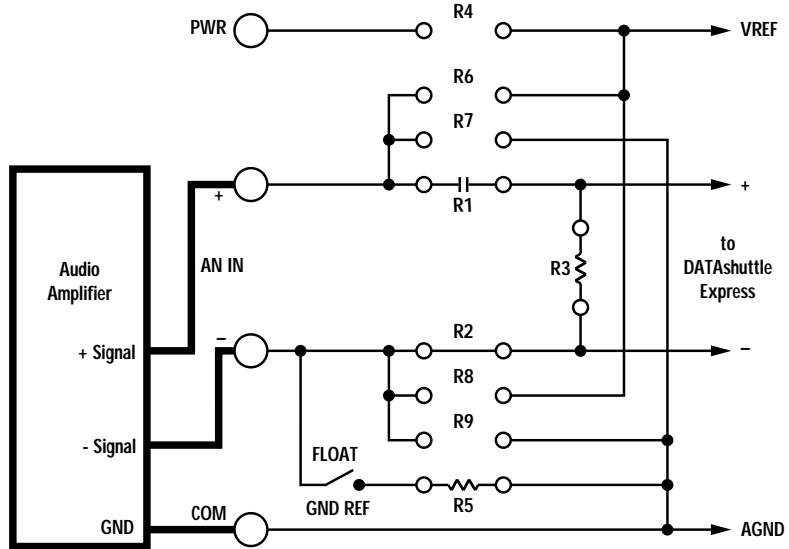 PWR
R4
VREF
R6
R7
+
R1
+
Audio
Amplifier
AN IN
R3
to
DATAshuttle
Express
+ Signal
–
R2
–
R8
- Signal
R9
FLOAT
GND REF
R5
GND
COM
AGND